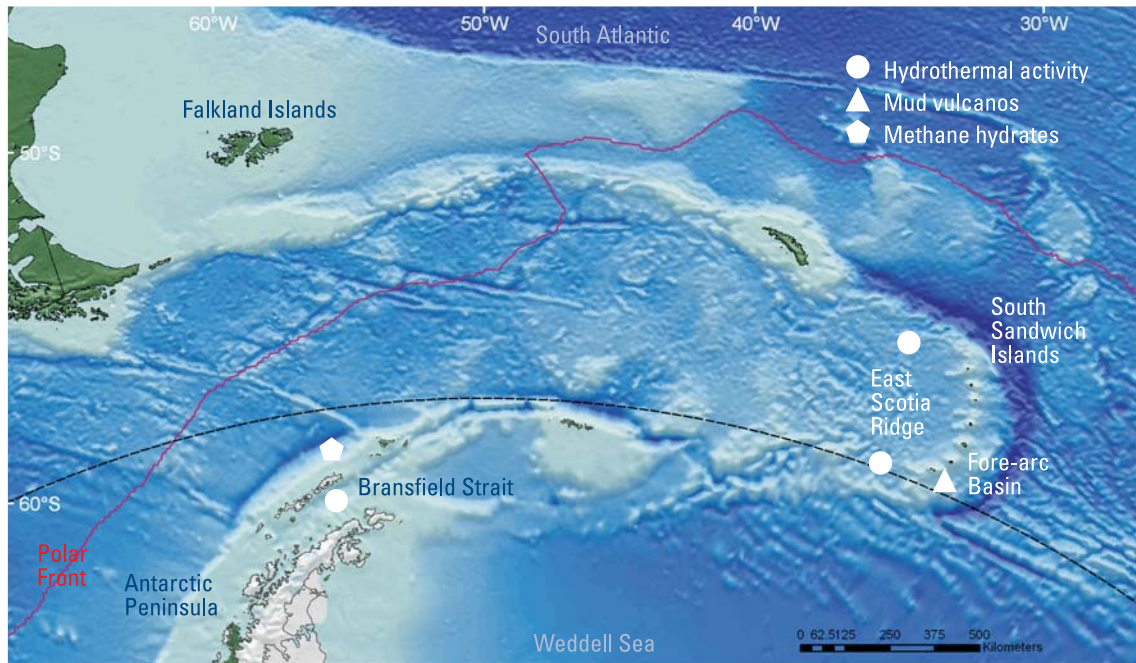 60°W
50°W
40°W
30°W
South Atlantic
Hydrothermal activity
Mud vulcanos
Methane hydrates
Falkland Islands
50°S
South
Sandwich
Islands
East
Scotia
Ridge
Fore-arc
Basin
Bransfield Strait
60°S
Polar
Front
Antarctic
Peninsula
Weddell Sea
0 62.5125 250 375 500
Kilometers